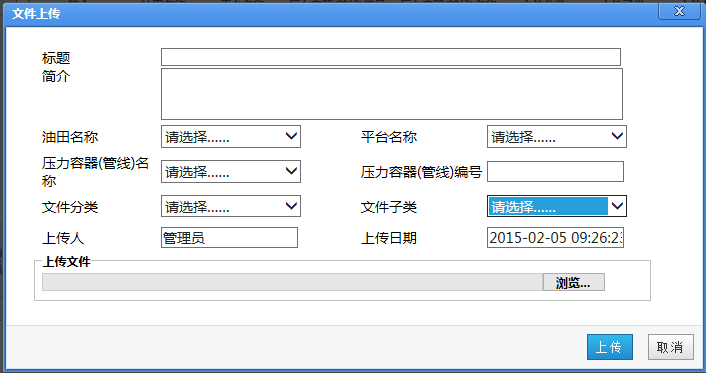 文件上传
标题
简介
油田名称 请选择...... 平台名称 请选择......
压力容器(管线)名
称 请选择...... 压力容器(管线)编号
文件分类 请选择...... 文件子类 请选择......
上传人 管理员 上传日期 2015-02-05 09:26:23
上传文件
浏览...
上传 取消